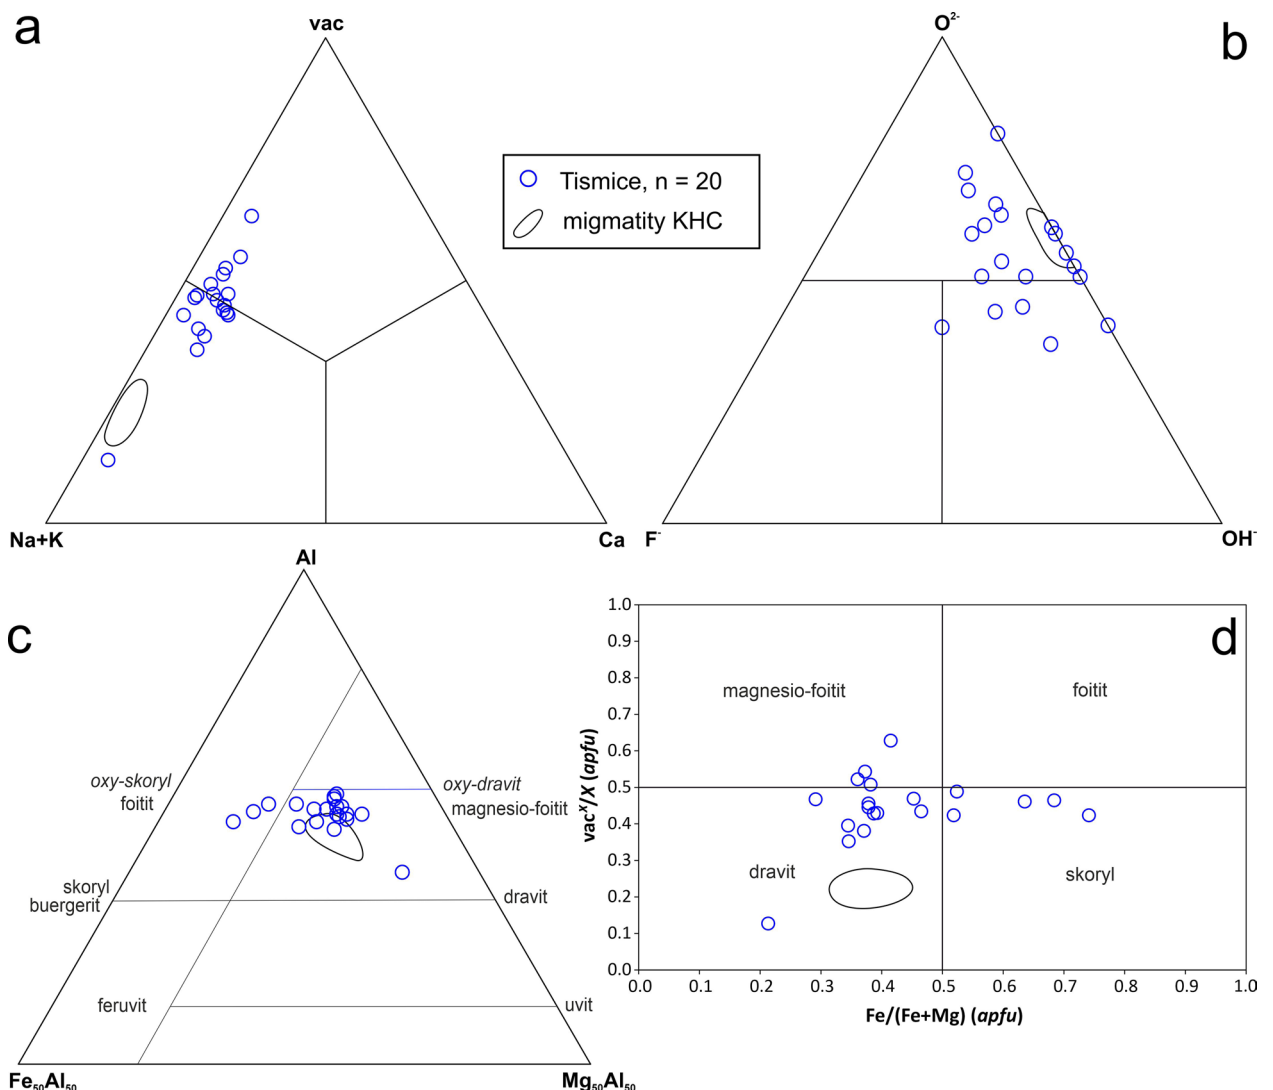 a
vac
Na+K
Ca
Tismice, n = 20
migmatity KHC
b
O²⁻
F⁻
OH⁻
c
Al
oxy-skoryl
foitit
oxy-dravit
magnesio-foitit
skoryl
buergerit
dravit
feruvit
uvit
Fe₅₀Al₅₀
Mg₅₀Al₅₀
d
1.0
0.9
0.8
0.7
0.6
0.5
0.4
0.3
0.2
0.1
0.0
vacˣ/X (apfu)
magnesio-foitit
foitit
dravit
skoryl
0.0 0.1 0.2 0.3 0.4 0.5 0.6 0.7 0.8 0.9 1.0
Fe/(Fe+Mg) (apfu)